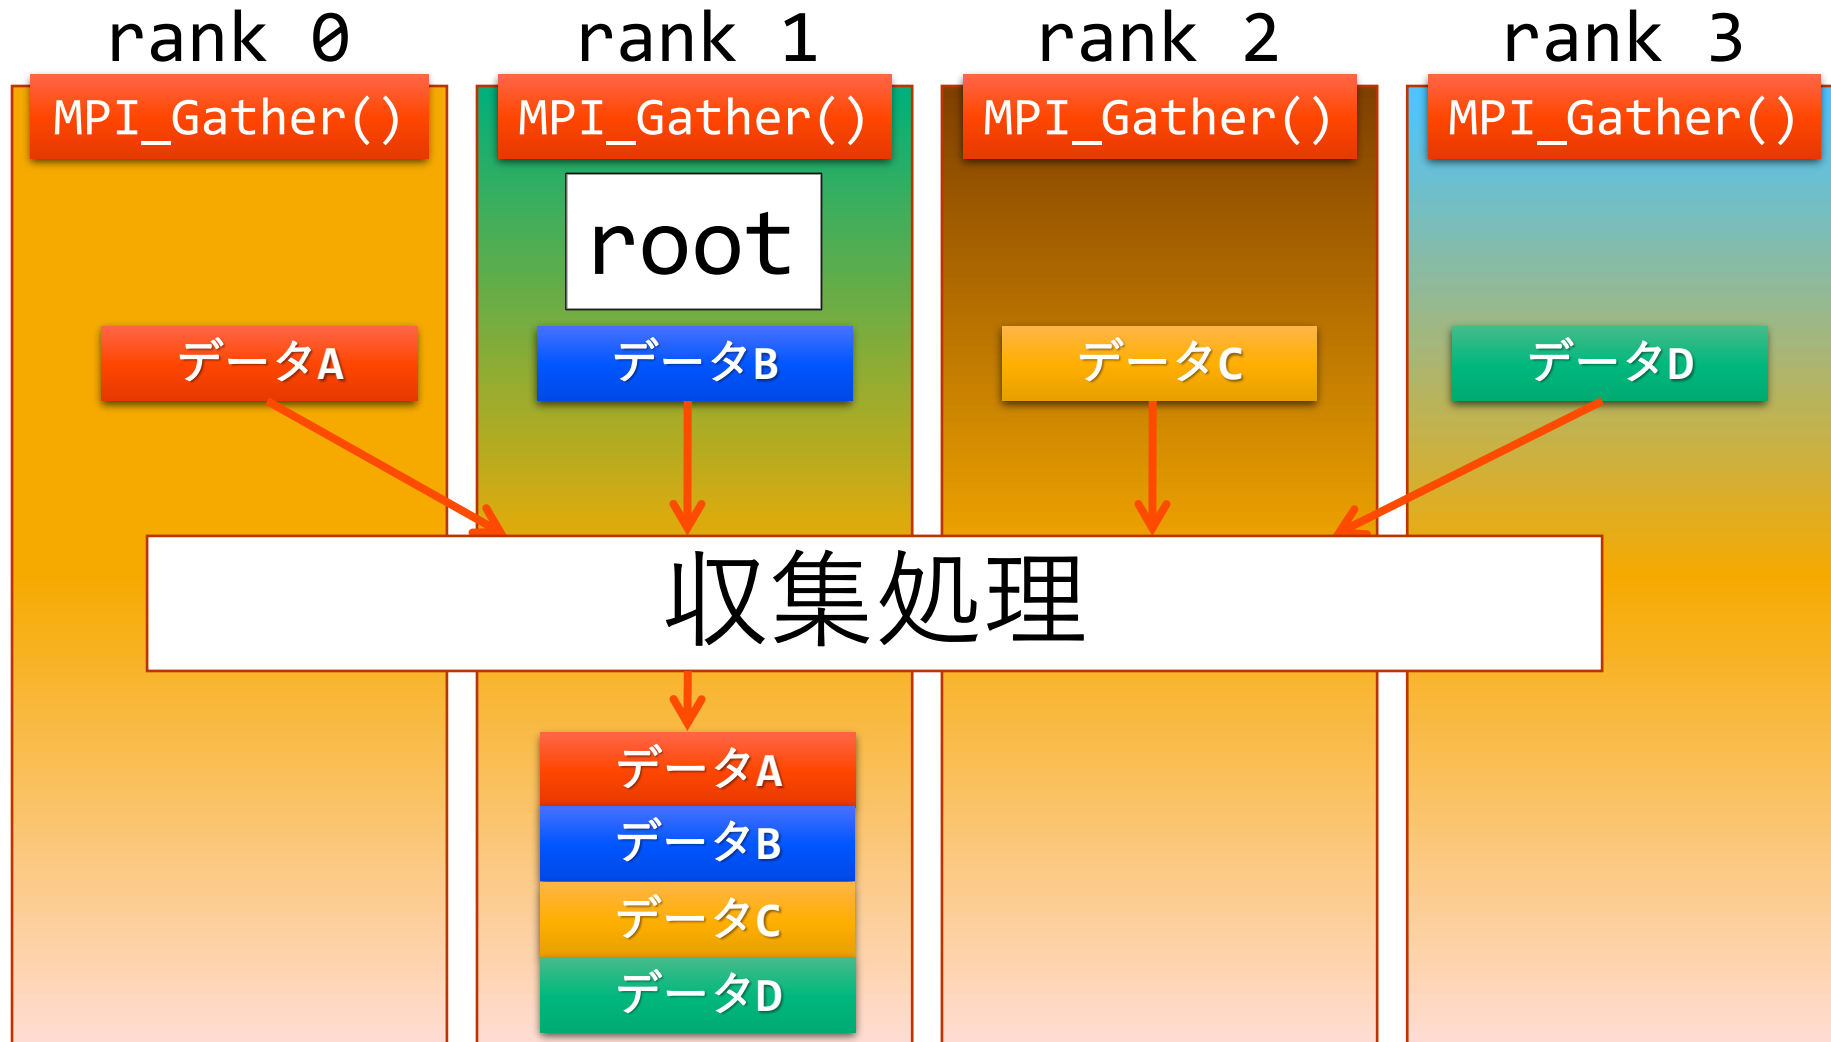 rank 0
rank 1
rank 2
rank 3
MPI_Gather()
MPI_Gather()
MPI_Gather()
MPI_Gather()
root
データA
データB
データC
データD
収集処理
データA
データB
データC
データD